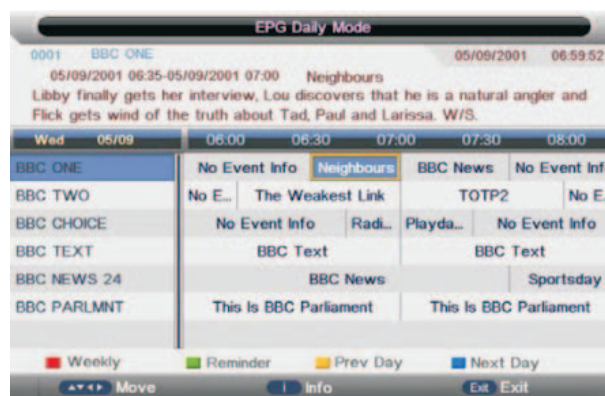 EPG Daily Mode
0001 BBC ONE 05/09/2001 06:59:52
05/09/2001 06:35-05/09/2001 07:00 Neighbours
Libby finally gets her interview, Lou discovers that he is a natural angler and
Flick gets wind of the truth about Tad, Paul and Larissa. W/S.
Wed 05/09 06:00 06:30 07:00 07:30 08:00
BBC ONE No Event Info Neighbours BBC News No Event Inf
BBC TWO No E... The Weakest Link TOTP2 No E.
BBC CHOICE No Event Info Radi... Playda... No Event Info
BBC TEXT BBC Text BBC Text
BBC NEWS 24 BBC News Sportsday
BBC PARLMNT This Is BBC Parliament This Is BBC Parliament
Weekly Reminder Prev Day Next Day
Move i Info Exit Exit